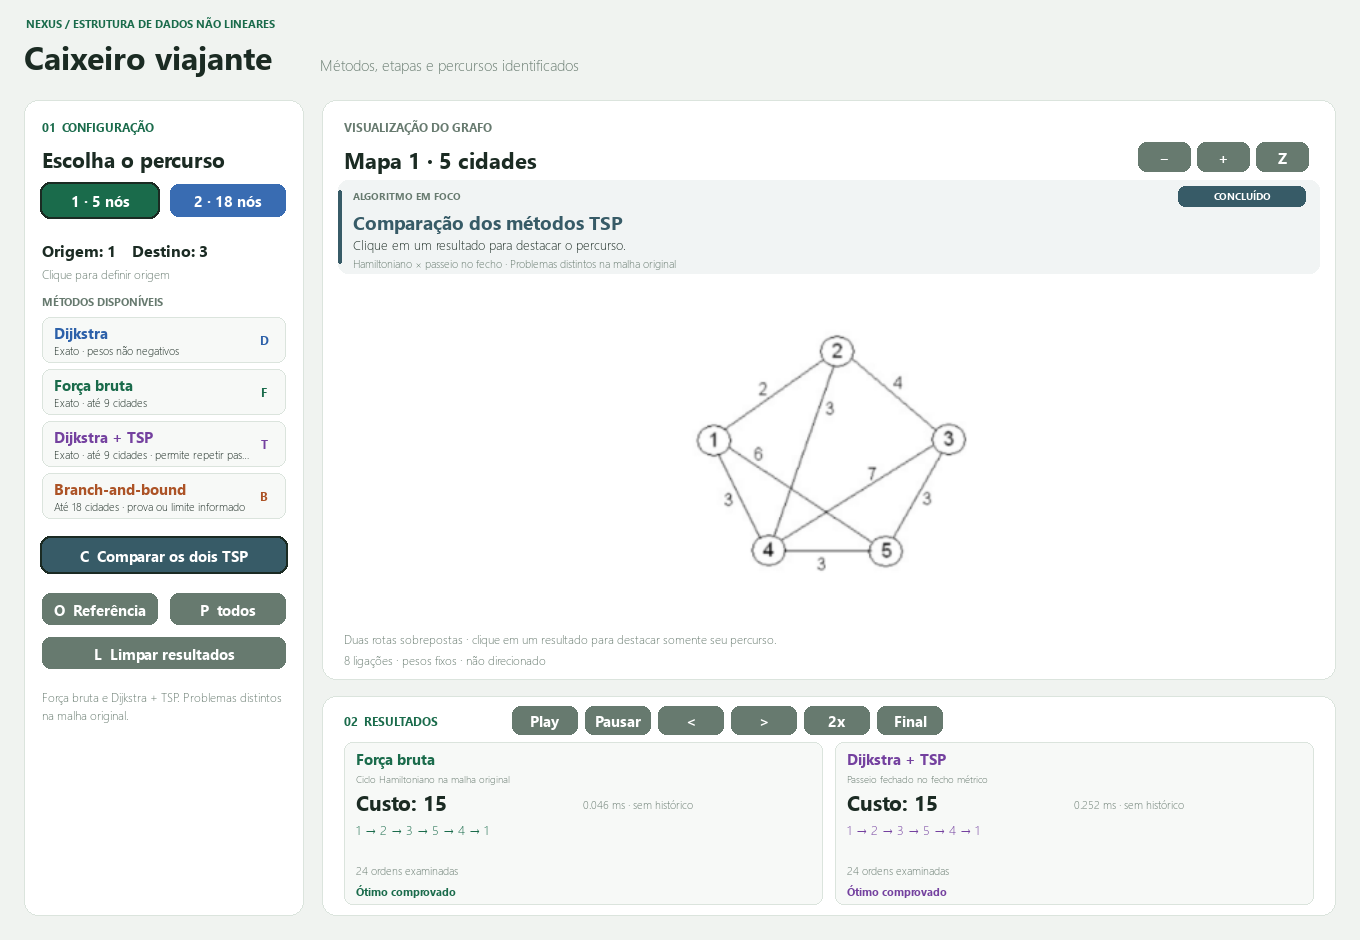 NEXUS / ESTRUTURA DE DADOS NÃO LINEARES
Caixeiro viajante
Métodos, etapas e percursos identificados
01 CONFIGURAÇÃO
Escolha o percurso
1 · 5 nós
2 · 18 nós
Origem: 1 Destino: 3
Clique para definir origem
MÉTODOS DISPONÍVEIS
Dijkstra
Exato · pesos não negativos
D
Força bruta
Exato · até 9 cidades
F
Dijkstra + TSP
Exato · até 9 cidades · permite repetir pas...
T
Branch-and-bound
Até 18 cidades · prova ou limite informado
B
C Comparar os dois TSP
O Referência
P todos
L Limpar resultados
Força bruta e Dijkstra + TSP. Problemas distintos
na malha original.
VISUALIZAÇÃO DO GRAFO
Mapa 1 · 5 cidades
−
+
Z
ALGORITMO EM FOCO
CONCLUÍDO
Comparação dos métodos TSP
Clique em um resultado para destacar o percurso.
Hamiltoniano × passeio no fecho · Problemas distintos na malha original
2
2
4
3
1
3
6
7
3
3
4
5
3
Duas rotas sobrepostas · clique em um resultado para destacar somente seu percurso.
8 ligações · pesos fixos · não direcionado
02 RESULTADOS
Play
Pausar
<
>
2x
Final
Força bruta
Ciclo Hamiltoniano na malha original
Custo: 15
0.046 ms · sem histórico
1 → 2 → 3 → 5 → 4 → 1
24 ordens examinadas
Ótimo comprovado
Dijkstra + TSP
Passeio fechado no fecho métrico
Custo: 15
0.252 ms · sem histórico
1 → 2 → 3 → 5 → 4 → 1
24 ordens examinadas
Ótimo comprovado